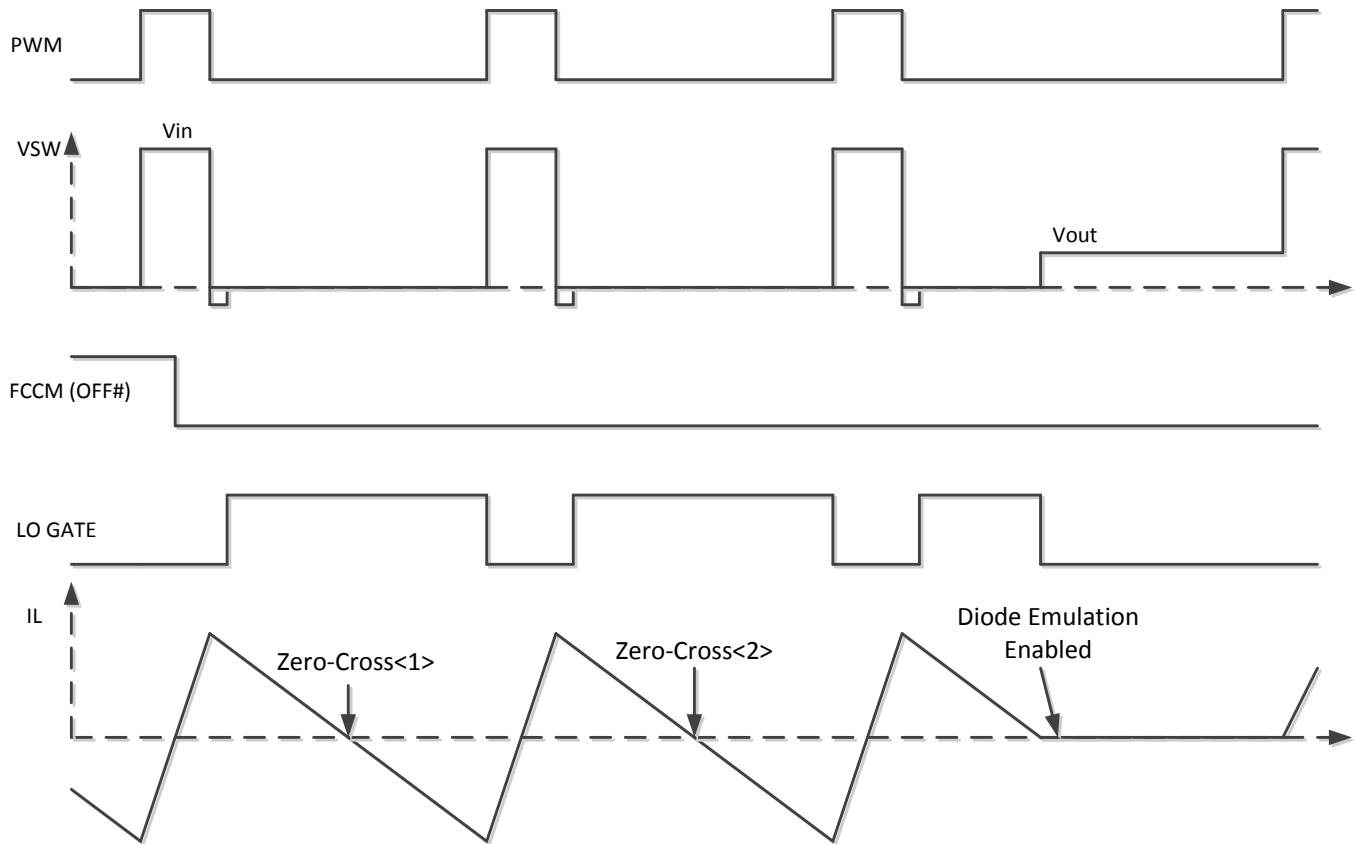 PWM
Vin
VSW
Vout
FCCM (OFF#)
LO GATE
IL
Zero-Cross<1>
Zero-Cross<2>
Diode Emulation
Enabled